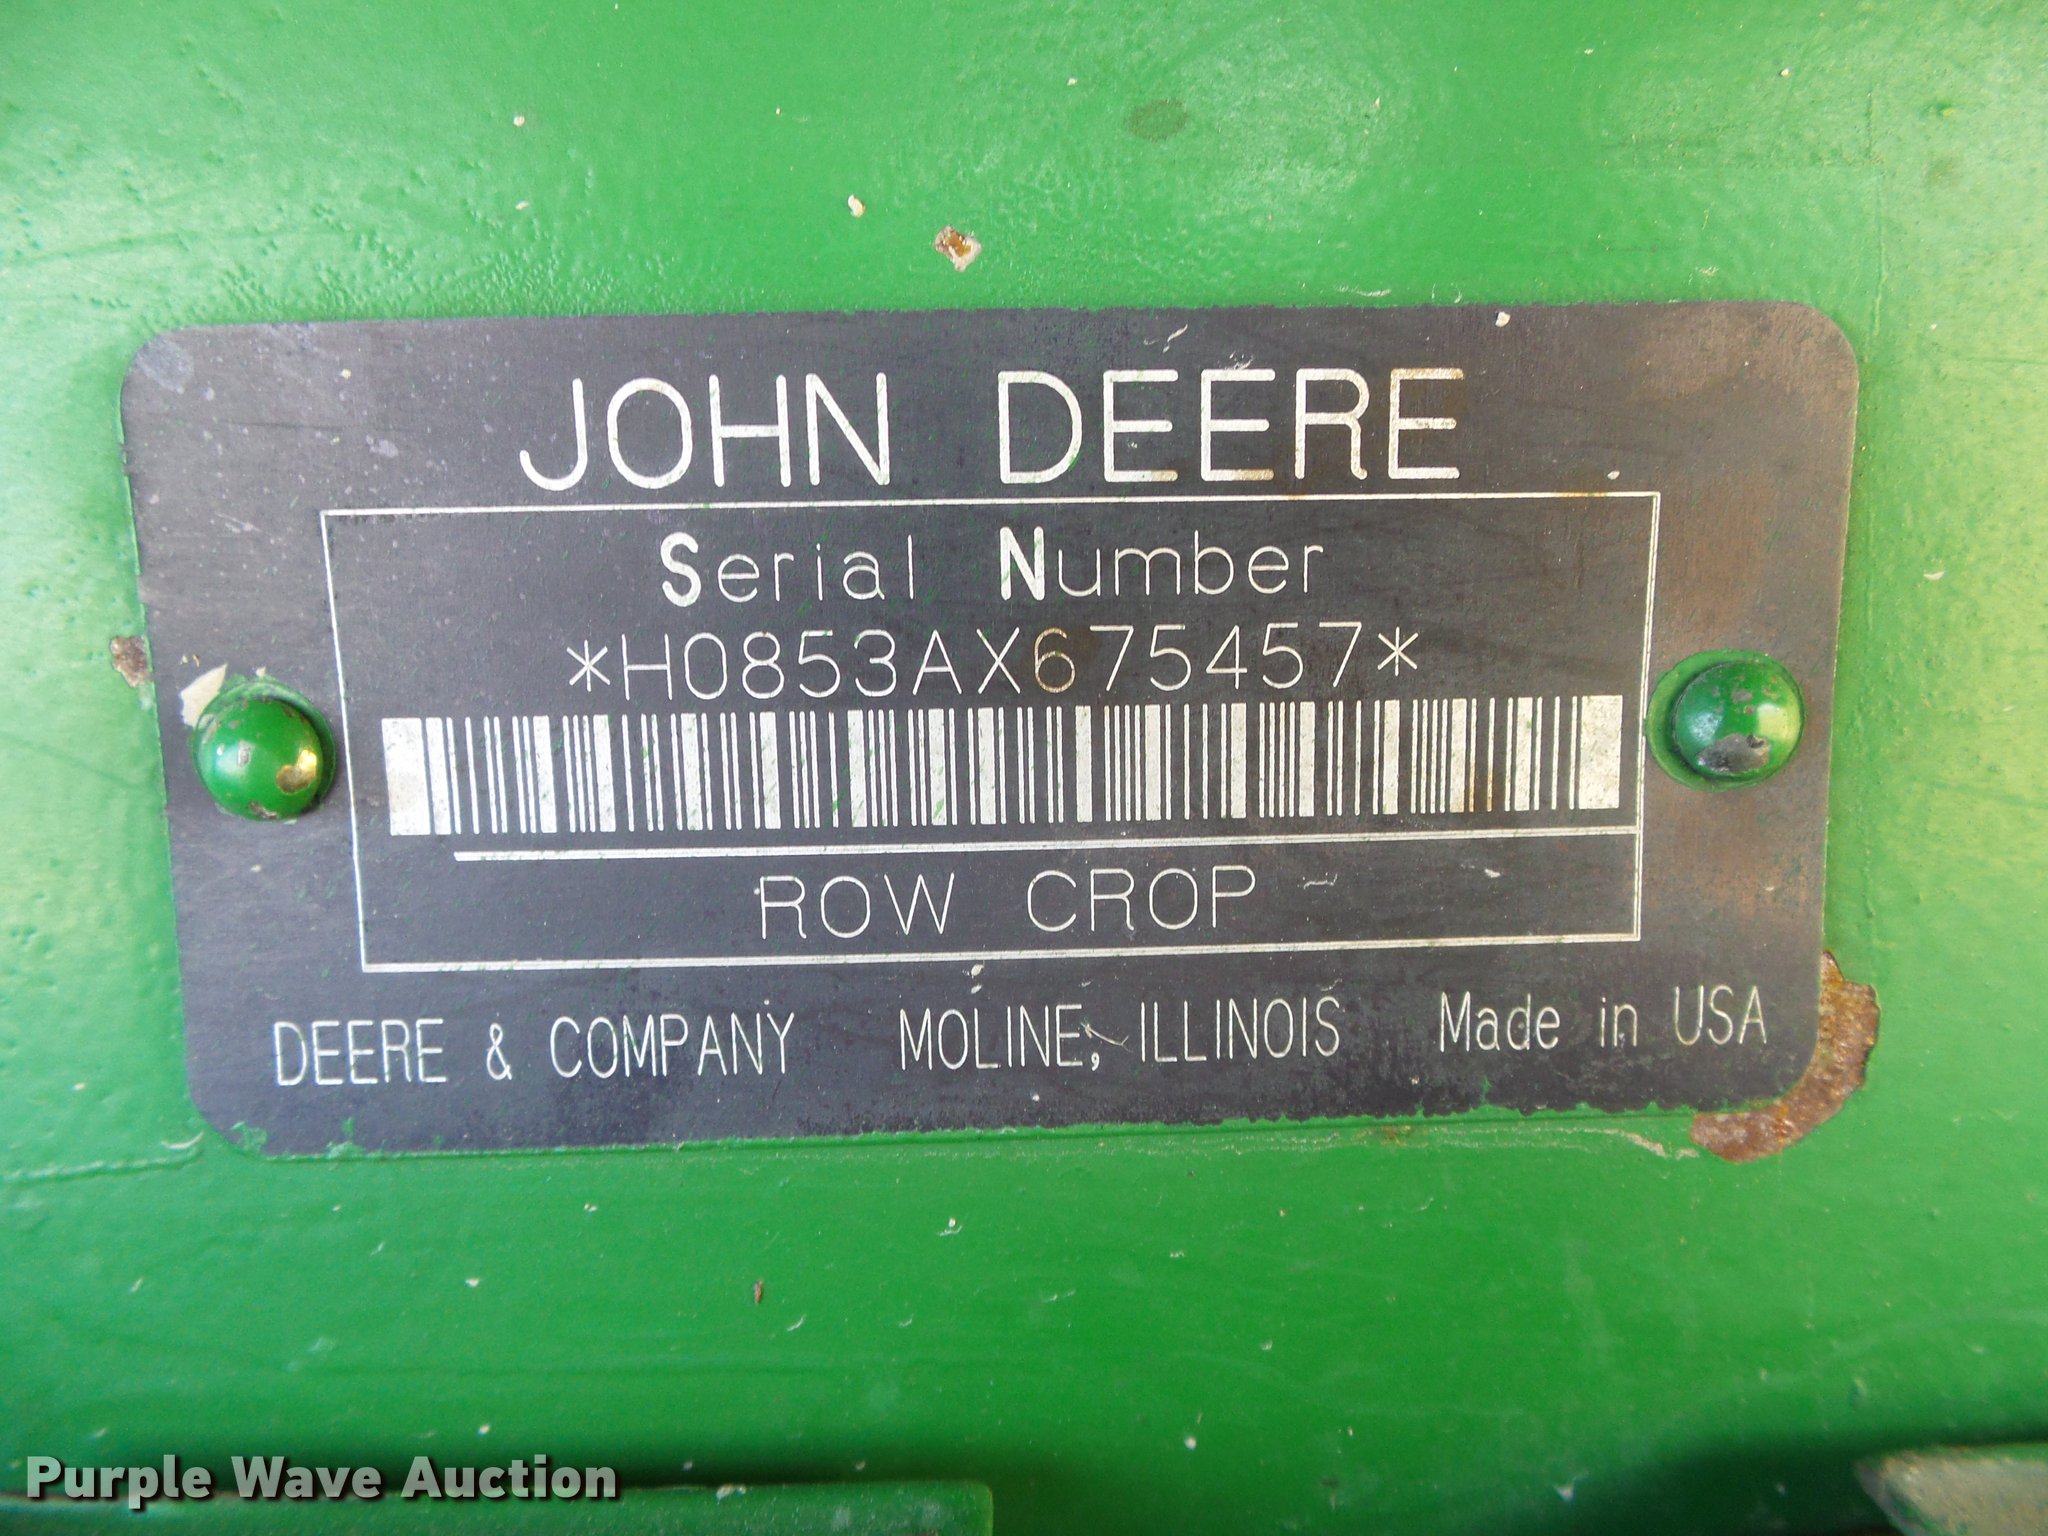 JOHN DEERE
Serial Number
*H0853AX675457*
ROW CROP
DEERE & COMPANY MOLINE, ILLINOIS Made in USA
Purple Wave Auction